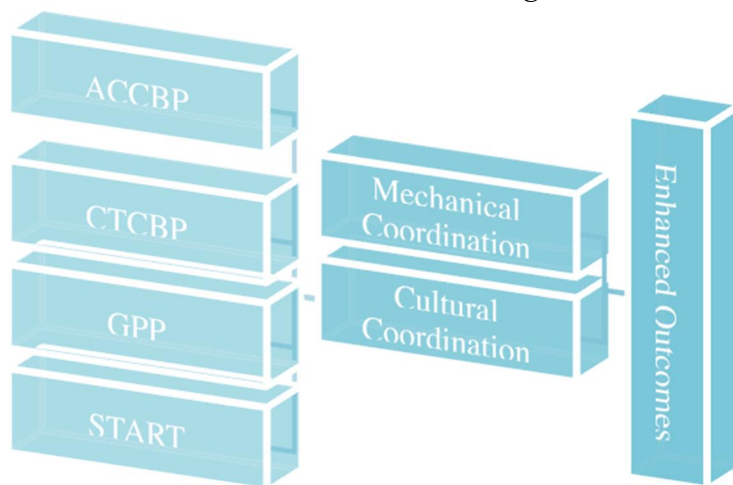 ACCBP
CTCBP
GPP
START
Mechanical
Coordination
Cultural
Coordination
Enhanced Outcomes